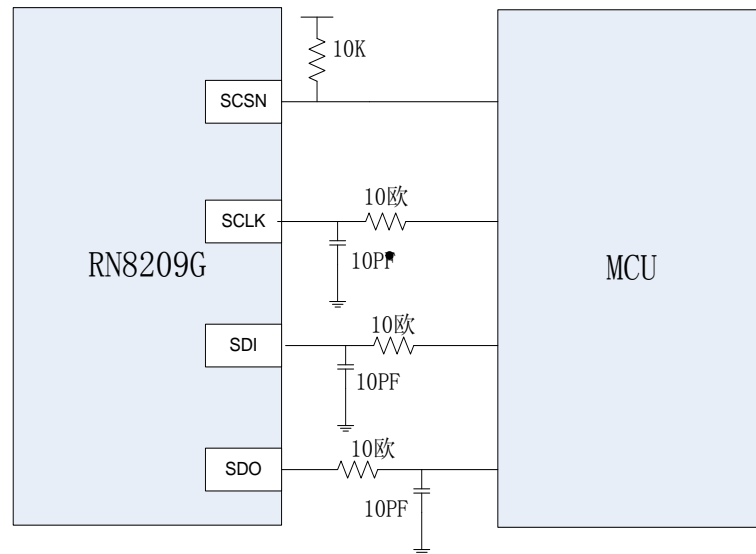 10K
SCSN
10欧
SCLK
10PF
RN8209G
MCU
10欧
SDI
10PF
10欧
SDO
10PF